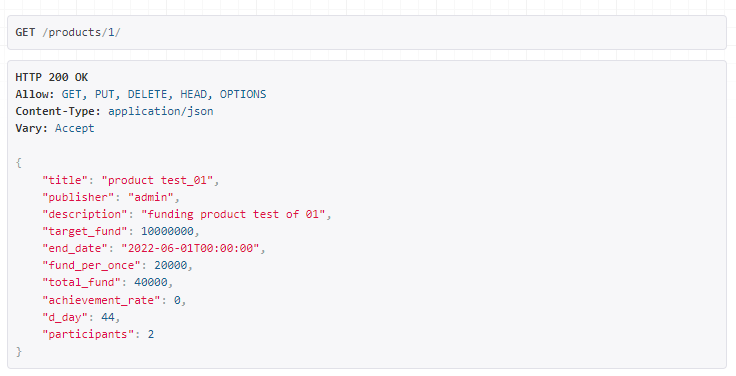 GET /products/1/
HTTP 200 OK
Allow: GET, PUT, DELETE, HEAD, OPTIONS
Content-Type: application/json
Vary: Accept
{
    "title": "product test_01",
    "publisher": "admin",
    "description": "funding product test of 01",
    "target_fund": 10000000,
    "end_date": "2022-06-01T00:00:00",
    "fund_per_once": 20000,
    "total_fund": 40000,
    "achievement_rate": 0,
    "d_day": 44,
    "participants": 2
}